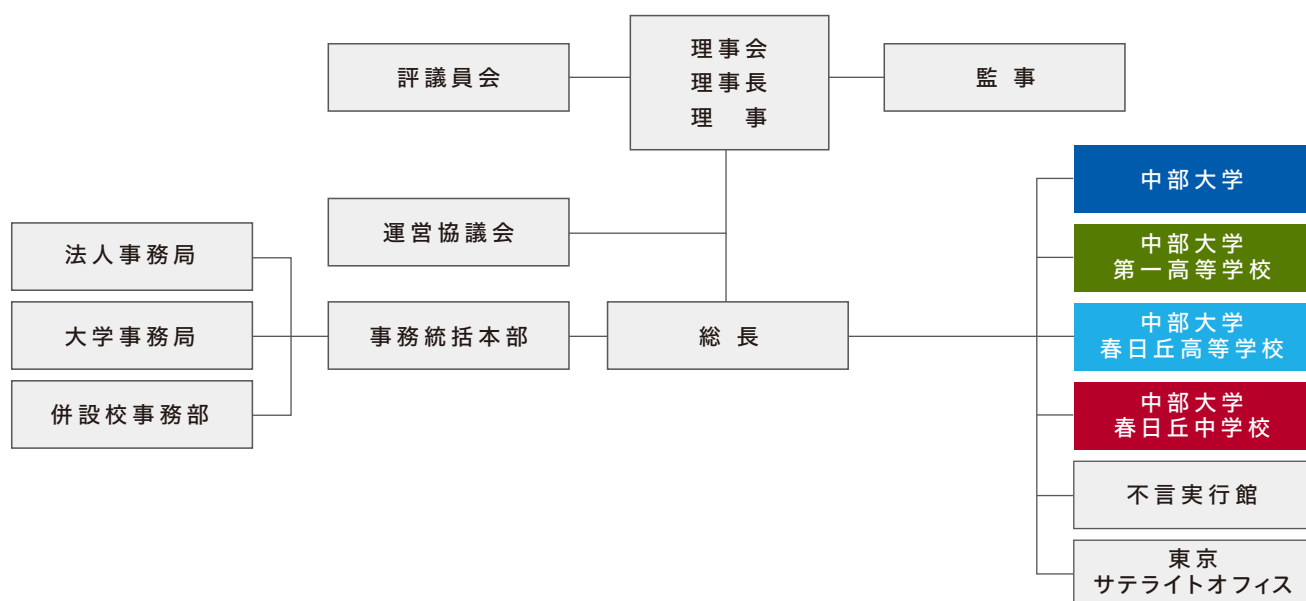 評議員会
理事会
理事長
理　事
監 事
運営協議会
法人事務局
大学事務局
併設校事務部
事務統括本部
総 長
中部大学
中部大学
第一高等学校
中部大学
春日丘高等学校
中部大学
春日丘中学校
不言実行館
東京
サテライトオフィス